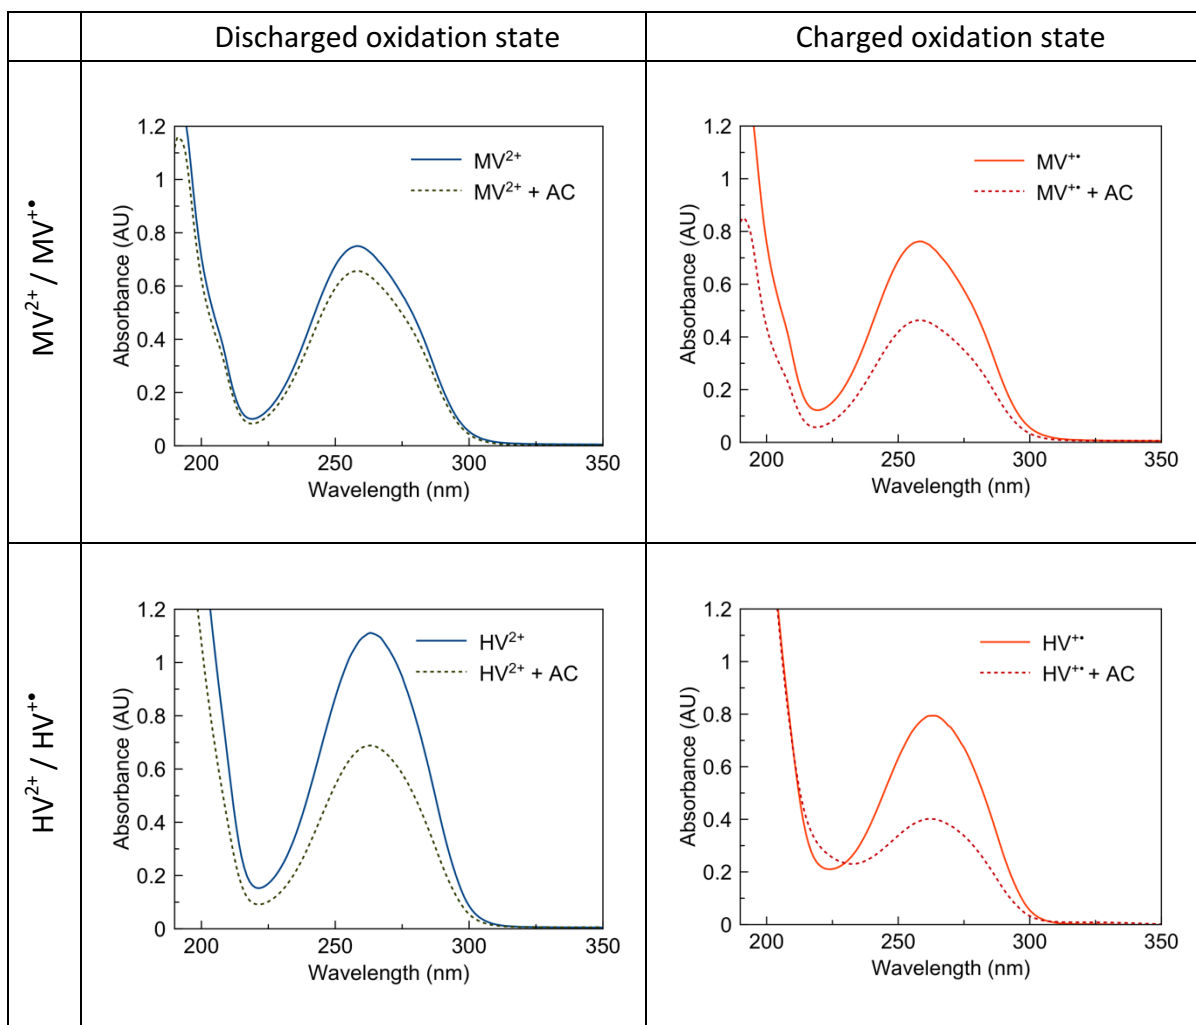 Discharged oxidation state
Charged oxidation state
MV²⁺ / MV⁺•
1.2
1
0.8
0.6
0.4
0.2
0
Absorbance (AU)
MV²⁺
MV²⁺ + AC
200
250
300
350
Wavelength (nm)
1.2
1
0.8
0.6
0.4
0.2
0
Absorbance (AU)
MV⁺•
MV⁺• + AC
200
250
300
350
Wavelength (nm)
HV²⁺ / HV⁺•
1.2
1
0.8
0.6
0.4
0.2
0
Absorbance (AU)
HV²⁺
HV²⁺ + AC
200
250
300
350
Wavelength (nm)
1.2
1
0.8
0.6
0.4
0.2
0
Absorbance (AU)
HV⁺•
HV⁺• + AC
200
250
300
350
Wavelength (nm)